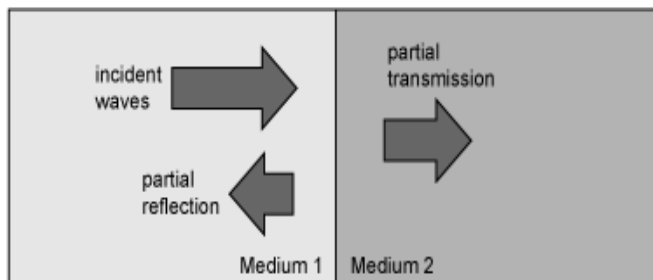 incident
waves
partial
transmission
partial
reflection
Medium 1
Medium 2